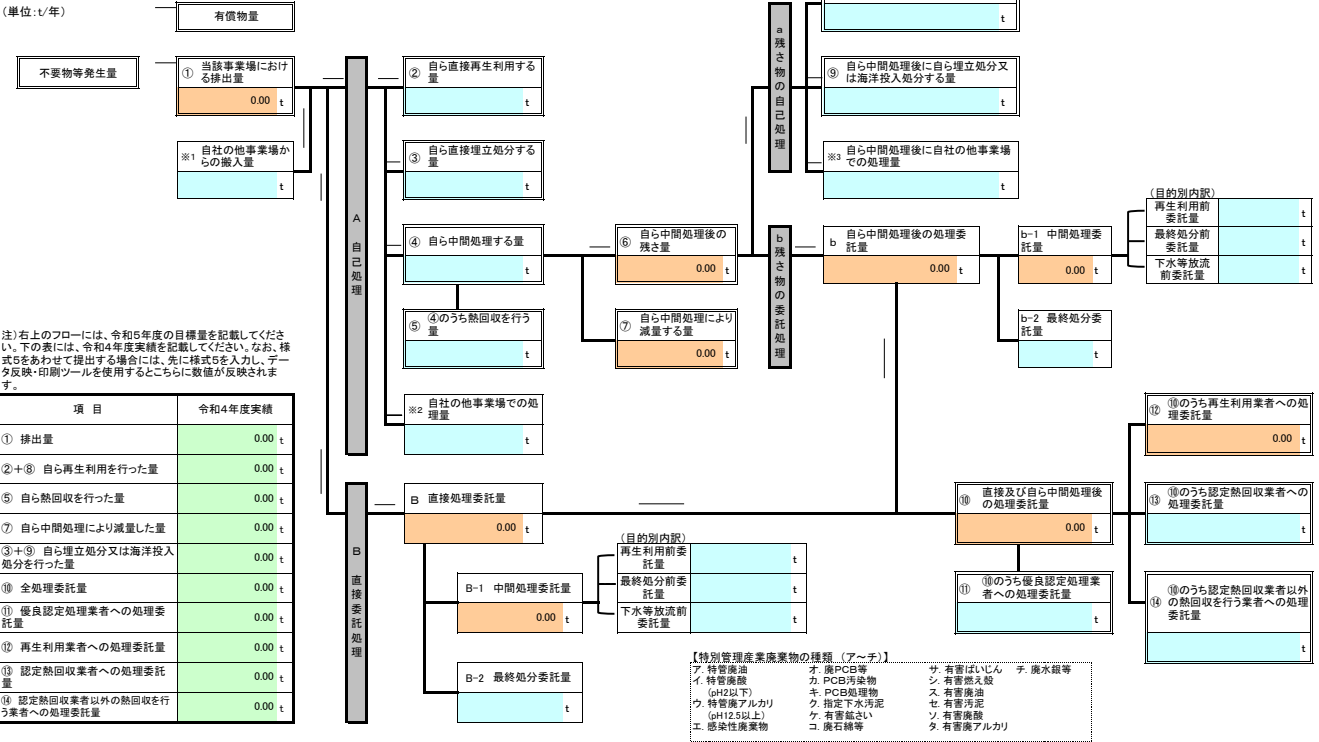 (単位:t/年)
有償物量
t
不要物等発生量
① 当該事業場におけ
る排出量
0.00 t
※1 自社の他事業場か
らの搬入量
t
A 自己処理
② 自ら直接再生利用する
量
t
③ 自ら直接埋立処分する
量
t
④ 自ら中間処理する量
t
⑤ ④のうち熱回収を行う
量
t
※2 自社の他事業場での処
理量
t
⑥ 自ら中間処理後の
残さ量
0.00 t
⑦ 自ら中間処理により
減量する量
0.00 t
a 残さ物の自己処理
⑨ 自ら中間処理後に自ら埋立処分又
は海洋投入処分する量
t
※3 自ら中間処理後に自社の他事業場
での処理量
t
b 残さ物の委託処理
b 自ら中間処理後の処理委
託量
0.00 t
b-1 中間処理委
託量
0.00 t
b-2 最終処分委
託量
t
(目的別内訳)
再生利用前
委託量
t
最終処分前
委託量
t
下水等放流
前委託量
t
注)右上のフローには、令和5年度の目標量を記載してくださ
い。下の表には、令和4年度実績を記載してください。なお、様
式5をあわせて提出する場合には、先に様式5を入力し、デー
タ反映・印刷ツールを使用するとこちらに数値が反映されま
す。
項 目 令和4年度実績
① 排出量 0.00 t
②+⑧ 自ら再生利用を行った量 0.00 t
⑤ 自ら熱回収を行った量 0.00 t
⑦ 自ら中間処理により減量した量 0.00 t
③+⑨ 自ら埋立処分又は海洋投入
処分を行った量 0.00 t
⑩ 全処理委託量 0.00 t
⑪ 優良認定処理業者への処理委
託量 0.00 t
⑫ 再生利用業者への処理委託量 0.00 t
⑬ 認定熱回収業者への処理委託
量 0.00 t
⑭ 認定熱回収業者以外の熱回収を行
う業者への処理委託量 0.00 t
B 直接委託処理
B 直接処理委託量
0.00 t
B-1 中間処理委託量
0.00 t
B-2 最終処分委託量
t
(目的別内訳)
再生利用前委
託量
t
最終処分前委
託量
t
下水等放流前
委託量
t
⑩ 直接及び自ら中間処理後
の処理委託量
0.00 t
⑪ ⑩のうち優良認定処理業
者への処理委託量
t
⑫ ⑩のうち再生利用業者への処
理委託量
0.00 t
⑬ ⑩のうち認定熱回収業者への
処理委託量
t
⑭ ⑩のうち認定熱回収業者以外
の熱回収を行う業者への処理
委託量
t
【特別管理産業廃棄物の種類 (ア~チ)】
ア. 特管廃油 オ. 廃PCB等 サ. 有害ばいじん チ. 廃水銀等
イ. 特管廃酸 カ. PCB汚染物 シ. 有害燃え殻
(pH2以下) キ. PCB処理物 ス. 有害廃油
ウ. 特管廃アルカリ ク. 指定下水汚泥 セ. 有害汚泥
(pH12.5以上) ケ. 有害鉱さい ソ. 有害廃酸
エ. 感染性廃棄物 コ. 廃石綿等 タ. 有害廃アルカリ